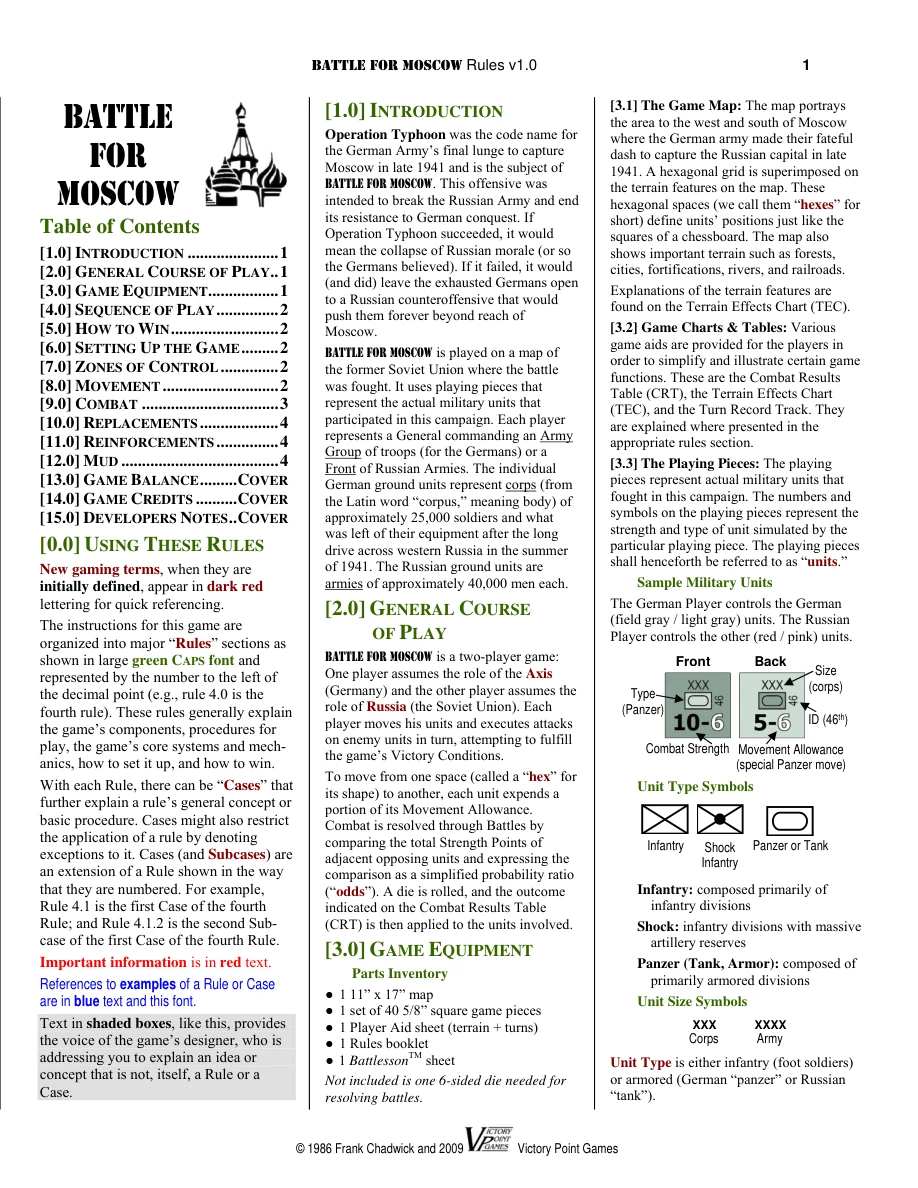 BATTLE FOR MOSCOW Rules v1.0
1
BATTLE
FOR
MOSCOW
Table of Contents
[1.0] INTRODUCTION ......................1
[2.0] GENERAL COURSE OF PLAY..1
[3.0] GAME EQUIPMENT.................1
[4.0] SEQUENCE OF PLAY...............2
[5.0] HOW TO WIN..........................2
[6.0] SETTING UP THE GAME.........2
[7.0] ZONES OF CONTROL ..............2
[8.0] MOVEMENT ............................2
[9.0] COMBAT .................................3
[10.0] REPLACEMENTS...................4
[11.0] REINFORCEMENTS ...............4
[12.0] MUD ......................................4
[13.0] GAME BALANCE.........COVER
[14.0] GAME CREDITS ..........COVER
[15.0] DEVELOPERS NOTES..COVER
[0.0] USING THESE RULES
New gaming terms, when they are
initially defined, appear in dark red
lettering for quick referencing.
The instructions for this game are
organized into major “Rules” sections as
shown in large green CAPS font and
represented by the number to the left of
the decimal point (e.g., rule 4.0 is the
fourth rule). These rules generally explain
the game’s components, procedures for
play, the game’s core systems and mech-
anics, how to set it up, and how to win.
With each Rule, there can be “Cases” that
further explain a rule’s general concept or
basic procedure. Cases might also restrict
the application of a rule by denoting
exceptions to it. Cases (and Subcases) are
an extension of a Rule shown in the way
that they are numbered. For example,
Rule 4.1 is the first Case of the fourth
Rule; and Rule 4.1.2 is the second Sub-
case of the first Case of the fourth Rule.
Important information is in red text.
References to examples of a Rule or Case
are in blue text and this font.
Text in shaded boxes, like this, provides
the voice of the game’s designer, who is
addressing you to explain an idea or
concept that is not, itself, a Rule or a
Case.
[1.0] INTRODUCTION
Operation Typhoon was the code name for
the German Army’s final lunge to capture
Moscow in late 1941 and is the subject of
BATTLE FOR MOSCOW. This offensive was
intended to break the Russian Army and end
its resistance to German conquest. If
Operation Typhoon succeeded, it would
mean the collapse of Russian morale (or so
the Germans believed). If it failed, it would
(and did) leave the exhausted Germans open
to a Russian counteroffensive that would
push them forever beyond reach of
Moscow.
BATTLE FOR MOSCOW is played on a map of
the former Soviet Union where the battle
was fought. It uses playing pieces that
represent the actual military units that
participated in this campaign. Each player
represents a General commanding an Army
Group of troops (for the Germans) or a
Front of Russian Armies. The individual
German ground units represent corps (from
the Latin word “corpus,” meaning body) of
approximately 25,000 soldiers and what
was left of their equipment after the long
drive across western Russia in the summer
of 1941. The Russian ground units are
armies of approximately 40,000 men each.
[2.0] GENERAL COURSE
OF PLAY
BATTLE FOR MOSCOW is a two-player game:
One player assumes the role of the Axis
(Germany) and the other player assumes the
role of Russia (the Soviet Union). Each
player moves his units and executes attacks
on enemy units in turn, attempting to fulfill
the game’s Victory Conditions.
To move from one space (called a “hex” for
its shape) to another, each unit expends a
portion of its Movement Allowance.
Combat is resolved through Battles by
comparing the total Strength Points of
adjacent opposing units and expressing the
comparison as a simplified probability ratio
(“odds”). A die is rolled, and the outcome
indicated on the Combat Results Table
(CRT) is then applied to the units involved.
[3.0] GAME EQUIPMENT
Parts Inventory
● 1 11” x 17” map
● 1 set of 40 5/8” square game pieces
● 1 Player Aid sheet (terrain + turns)
● 1 Rules booklet
● 1 Battlesson™ sheet
Not included is one 6-sided die needed for
resolving battles.
[3.1] The Game Map: The map portrays
the area to the west and south of Moscow
where the German army made their fateful
dash to capture the Russian capital in late
1941. A hexagonal grid is superimposed on
the terrain features on the map. These
hexagonal spaces (we call them “hexes” for
short) define units’ positions just like the
squares of a chessboard. The map also
shows important terrain such as forests,
cities, fortifications, rivers, and railroads.
Explanations of the terrain features are
found on the Terrain Effects Chart (TEC).
[3.2] Game Charts & Tables: Various
game aids are provided for the players in
order to simplify and illustrate certain game
functions. These are the Combat Results
Table (CRT), the Terrain Effects Chart
(TEC), and the Turn Record Track. They
are explained where presented in the
appropriate rules section.
[3.3] The Playing Pieces: The playing
pieces represent actual military units that
fought in this campaign. The numbers and
symbols on the playing pieces represent the
strength and type of unit simulated by the
particular playing piece. The playing pieces
shall henceforth be referred to as “units.”
Sample Military Units
The German Player controls the German
(field gray / light gray) units. The Russian
Player controls the other (red / pink) units.
Front Back
Size
(corps)
Type
(Panzer)
XXX 46 10-6
XXX 46 5-6
ID (46th)
Combat Strength Movement Allowance
(special Panzer move)
Unit Type Symbols
Infantry Shock Infantry Panzer or Tank
Infantry: composed primarily of
infantry divisions
Shock: infantry divisions with massive
artillery reserves
Panzer (Tank, Armor): composed of
primarily armored divisions
Unit Size Symbols
XXX XXXX
Corps Army
Unit Type is either infantry (foot soldiers)
or armored (German “panzer” or Russian
“tank”).
© 1986 Frank Chadwick and 2009 VICTORY POINT GAMES Victory Point Games